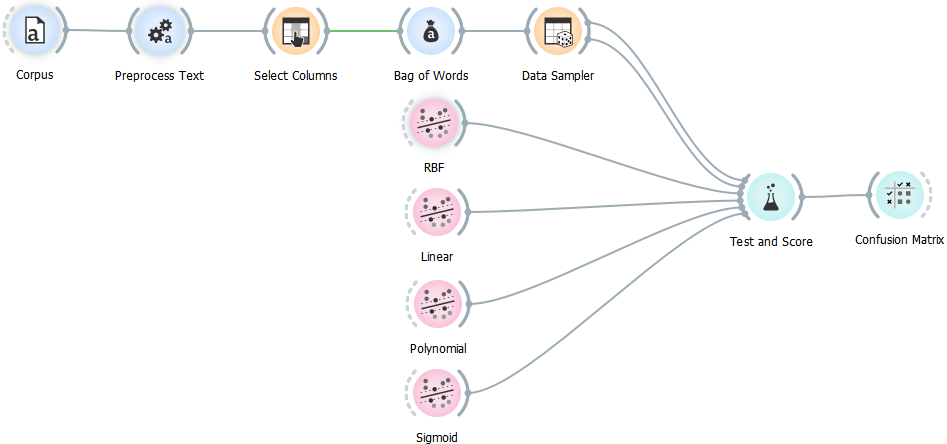 Corpus
Preprocess Text
Select Columns
Bag of Words
Data Sampler
RBF
Linear
Polynomial
Sigmoid
Test and Score
Confusion Matrix